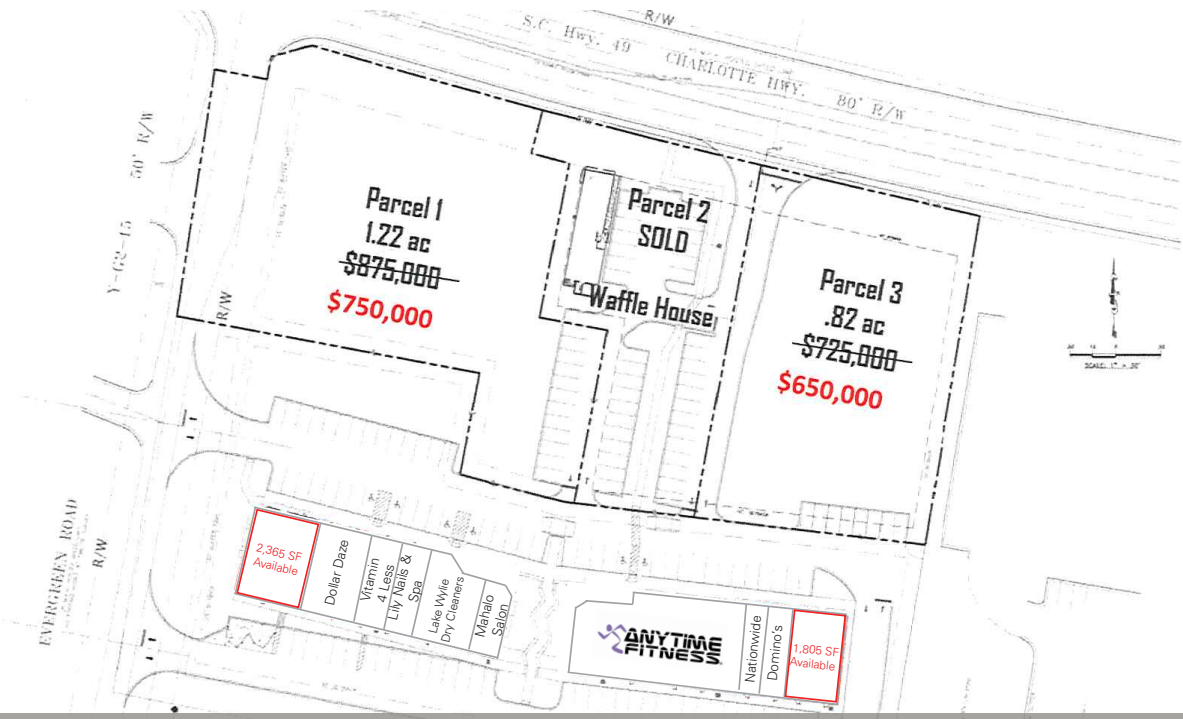 R/W
S.C. Hwy. 49 CHARLOTTE HWY. 80' R/W
50' R/W
Parcel 1
1.22 ac
$875,000
$750,000
Parcel 2
SOLD
Waffle House
Parcel 3
.82 ac
$725,000
$650,000
R/W
EVERGREEN ROAD
R/W
2,365 SF
Available
Dollar Daze
Vitamin
4 Less
Lily Nails &
Spa
Lake Wylie
Dry Cleaners
Mahalo
Salon
ANYTIME
FITNESS
Nationwide
Domino's
1,805 SF
Available